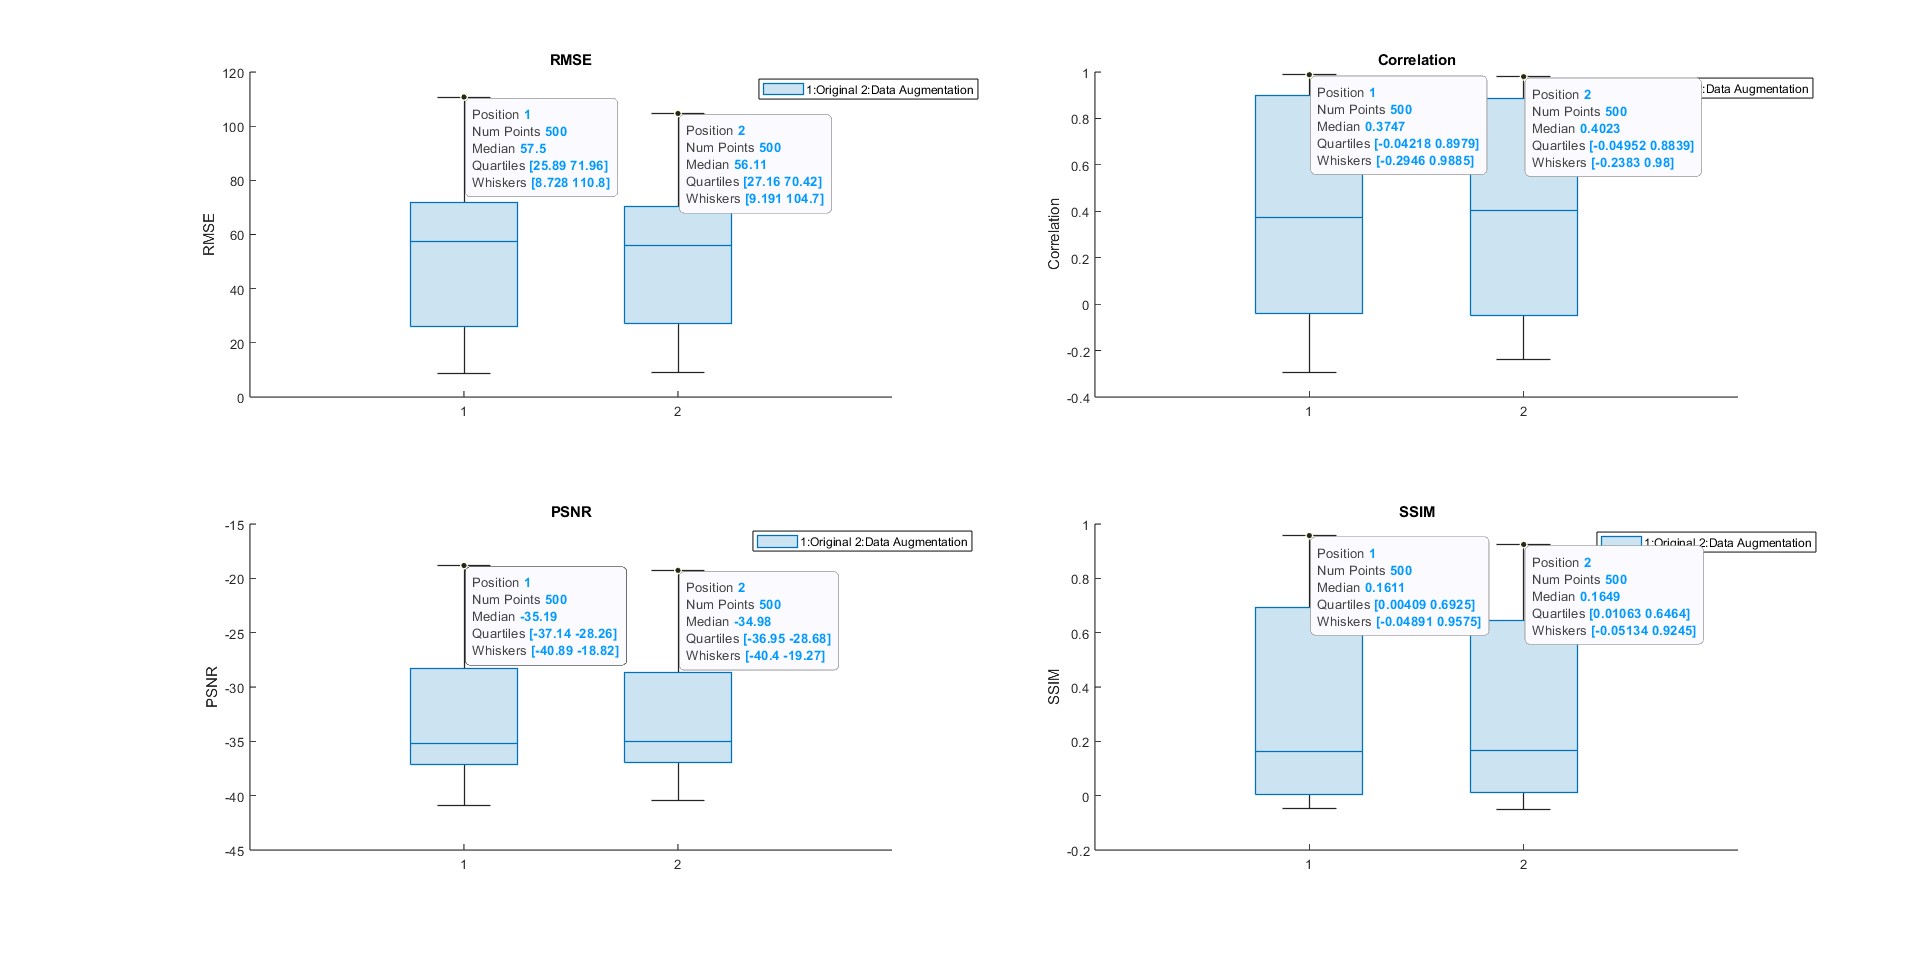 RMSE
1:Original 2:Data Augmentation
120
100
80
60
40
20
0
RMSE
1
2
Position 1
Num Points 500
Median 57.5
Quartiles [25.89 71.96]
Whiskers [8.728 110.8]
Position 2
Num Points 500
Median 56.11
Quartiles [27.16 70.42]
Whiskers [9.191 104.7]
Correlation
:Data Augmentation
1
0.8
0.6
0.4
0.2
0
-0.2
-0.4
Correlation
1
2
Position 1
Num Points 500
Median 0.3747
Quartiles [-0.04218 0.8979]
Whiskers [-0.2946 0.9885]
Position 2
Num Points 500
Median 0.4023
Quartiles [-0.04952 0.8839]
Whiskers [-0.2383 0.98]
PSNR
1:Original 2:Data Augmentation
-15
-20
-25
-30
-35
-40
-45
PSNR
1
2
Position 1
Num Points 500
Median -35.19
Quartiles [-37.14 -28.26]
Whiskers [-40.89 -18.82]
Position 2
Num Points 500
Median -34.98
Quartiles [-36.95 -28.68]
Whiskers [-40.4 -19.27]
SSIM
1:Original 2:Data Augmentation
1
0.8
0.6
0.4
0.2
0
-0.2
SSIM
1
2
Position 1
Num Points 500
Median 0.1611
Quartiles [0.00409 0.6925]
Whiskers [-0.04891 0.9575]
Position 2
Num Points 500
Median 0.1649
Quartiles [0.01063 0.6464]
Whiskers [-0.05134 0.9245]